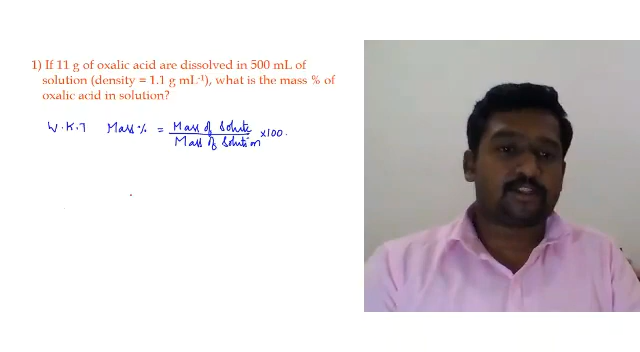 1) If 11 g of oxalic acid are dissolved in 500 mL of
solution (density = 1.1 g mL⁻¹), what is the mass % of
oxalic acid in solution?
W.K.T Mass % = Mass of Solute / Mass of Solution ×100.